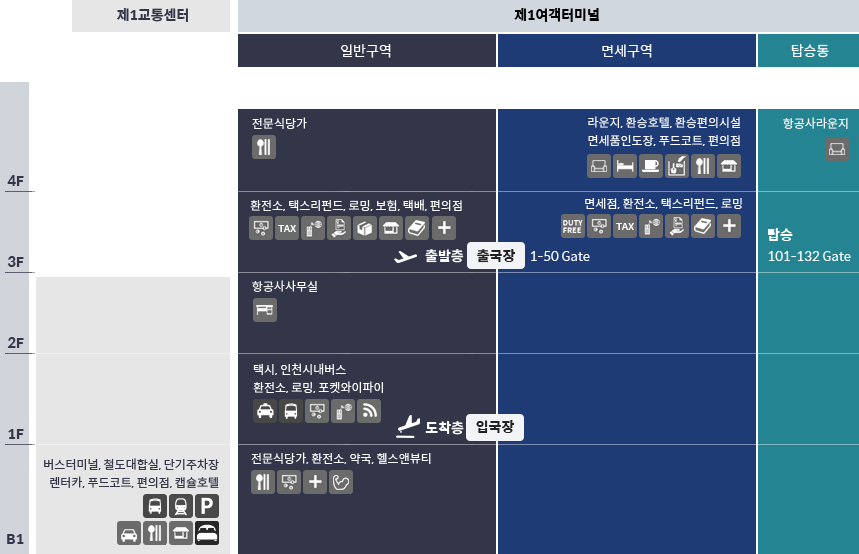 제1교통센터
제1여객터미널
일반구역
면세구역
탑승동
4F
전문식당가
라운지, 환승호텔, 환승편의시설
면세품인도장, 푸드코트, 편의점
항공사라운지
3F
환전소, 택스리펀드, 로밍, 보험, 택배, 편의점
TAX
출발층 출국장
면세점, 환전소, 택스리펀드, 로밍
DUTY
FREE
TAX
1-50 Gate
탑승
101-132 Gate
2F
항공사사무실
1F
택시, 인천시내버스
환전소, 로밍, 포켓와이파이
도착층 입국장
B1
버스터미널, 철도대합실, 단기주차장
렌터카, 푸드코트, 편의점, 캡슐호텔
P
전문식당가, 환전소, 약국, 헬스앤뷰티